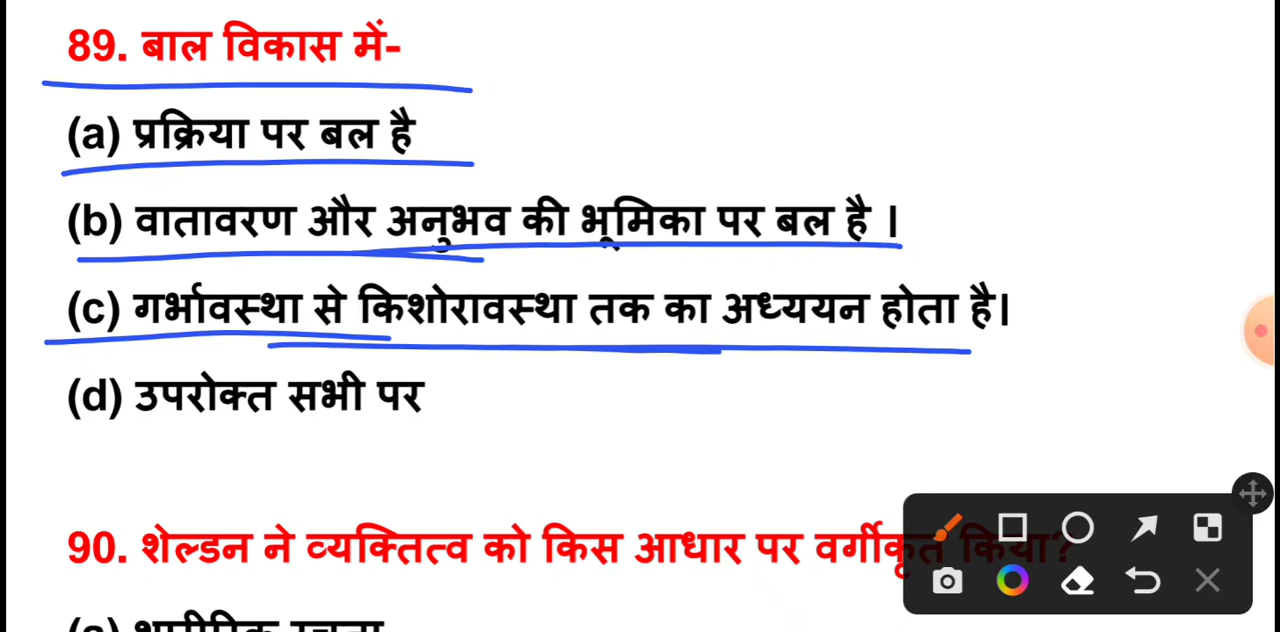 89. बाल विकास में-
(a) प्रक्रिया पर बल है
(b) वातावरण और अनुभव की भूमिका पर बल है ।
(c) गर्भावस्था से किशोरावस्था तक का अध्ययन होता है।
(d) उपरोक्त सभी पर
90. शेल्डन ने व्यक्तित्व को किस आधार पर वर्गीकृत किया?
(a) शारीरिक रचना